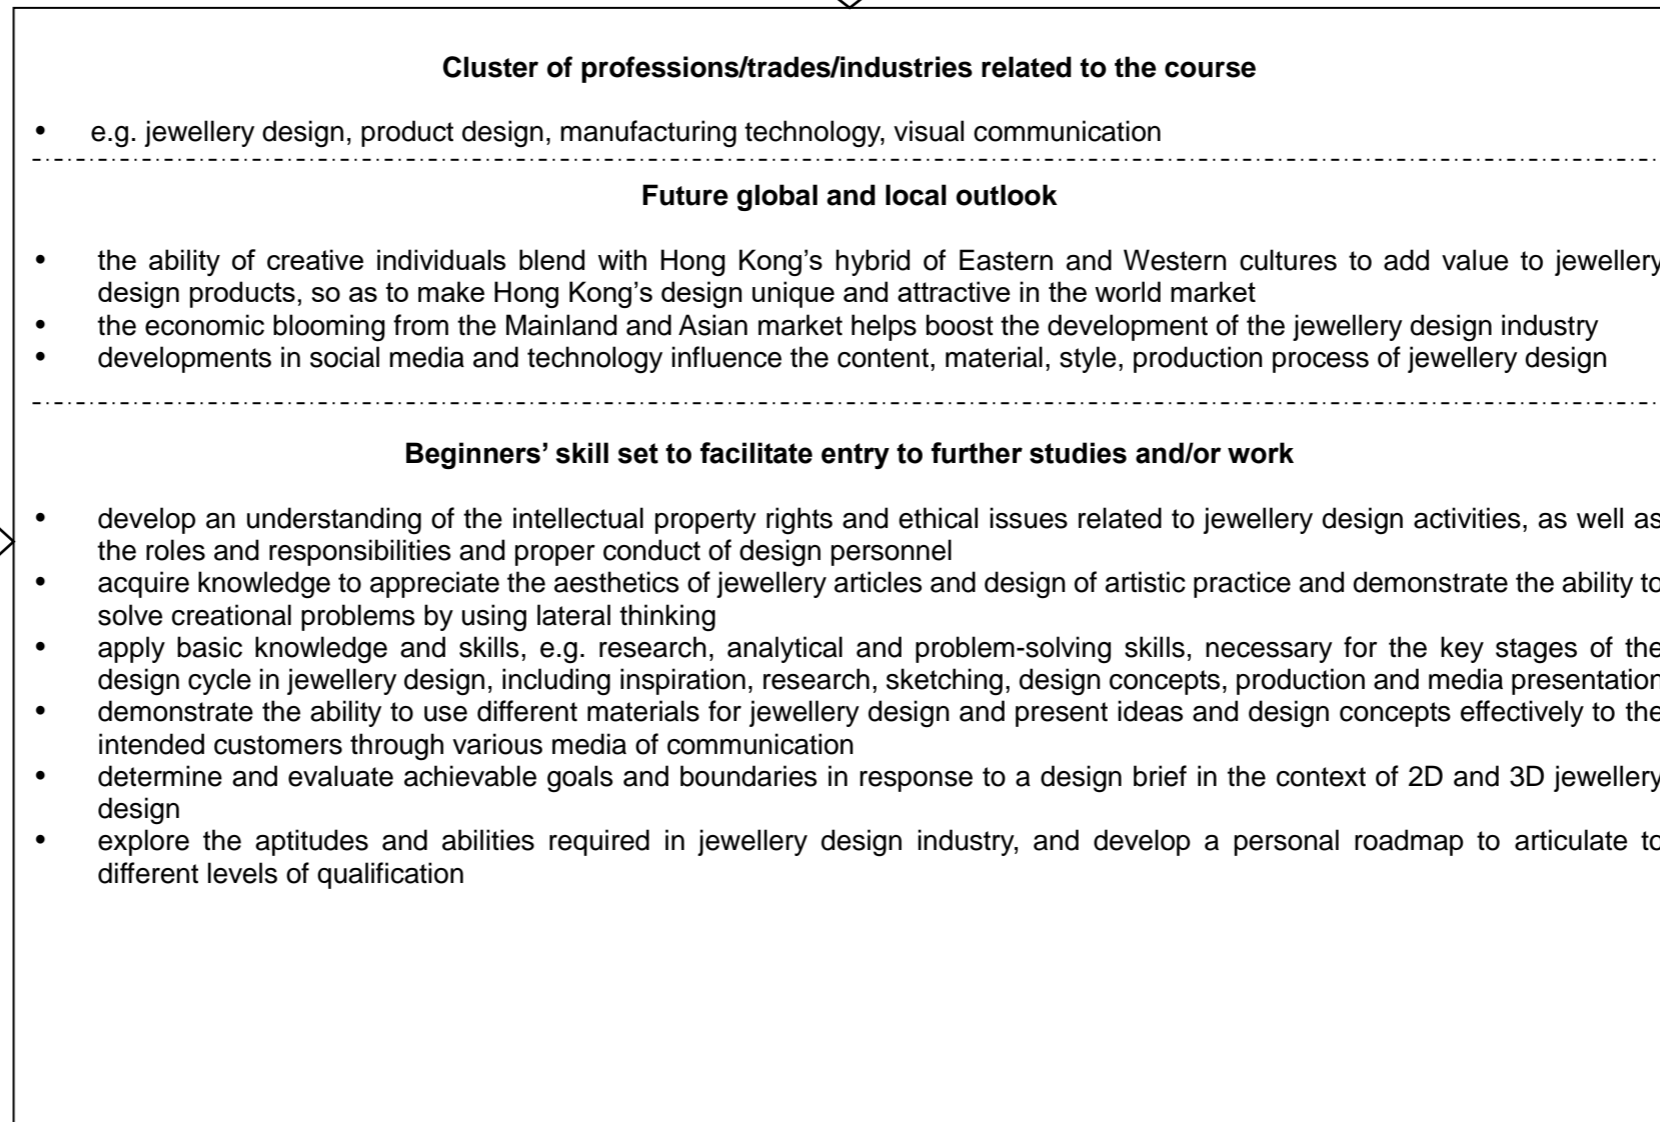 Cluster of professions/trades/industries related to the course
• e.g. jewellery design, product design, manufacturing technology, visual communication
Future global and local outlook
• the ability of creative individuals blend with Hong Kong’s hybrid of Eastern and Western cultures to add value to jewellery
design products, so as to make Hong Kong’s design unique and attractive in the world market
• the economic blooming from the Mainland and Asian market helps boost the development of the jewellery design industry
• developments in social media and technology influence the content, material, style, production process of jewellery design
Beginners’ skill set to facilitate entry to further studies and/or work
• develop an understanding of the intellectual property rights and ethical issues related to jewellery design activities, as well as
the roles and responsibilities and proper conduct of design personnel
• acquire knowledge to appreciate the aesthetics of jewellery articles and design of artistic practice and demonstrate the ability to
solve creational problems by using lateral thinking
• apply basic knowledge and skills, e.g. research, analytical and problem-solving skills, necessary for the key stages of the
design cycle in jewellery design, including inspiration, research, sketching, design concepts, production and media presentation
• demonstrate the ability to use different materials for jewellery design and present ideas and design concepts effectively to the
intended customers through various media of communication
• determine and evaluate achievable goals and boundaries in response to a design brief in the context of 2D and 3D jewellery
design
• explore the aptitudes and abilities required in jewellery design industry, and develop a personal roadmap to articulate to
different levels of qualification